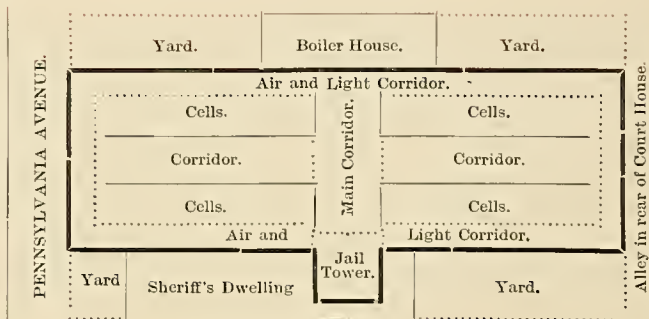 Yard. Boiler House. Yard.
PENNSYLVANIA AVENUE.
Air and Light Corridor.
Alley in rear of Court House.
Cells. Cells.
Corridor. Main Corridor. Corridor.
Cells. Cells.
Air and Light Corridor.
Jail
Tower.
Yard Sheriff's Dwelling Yard.